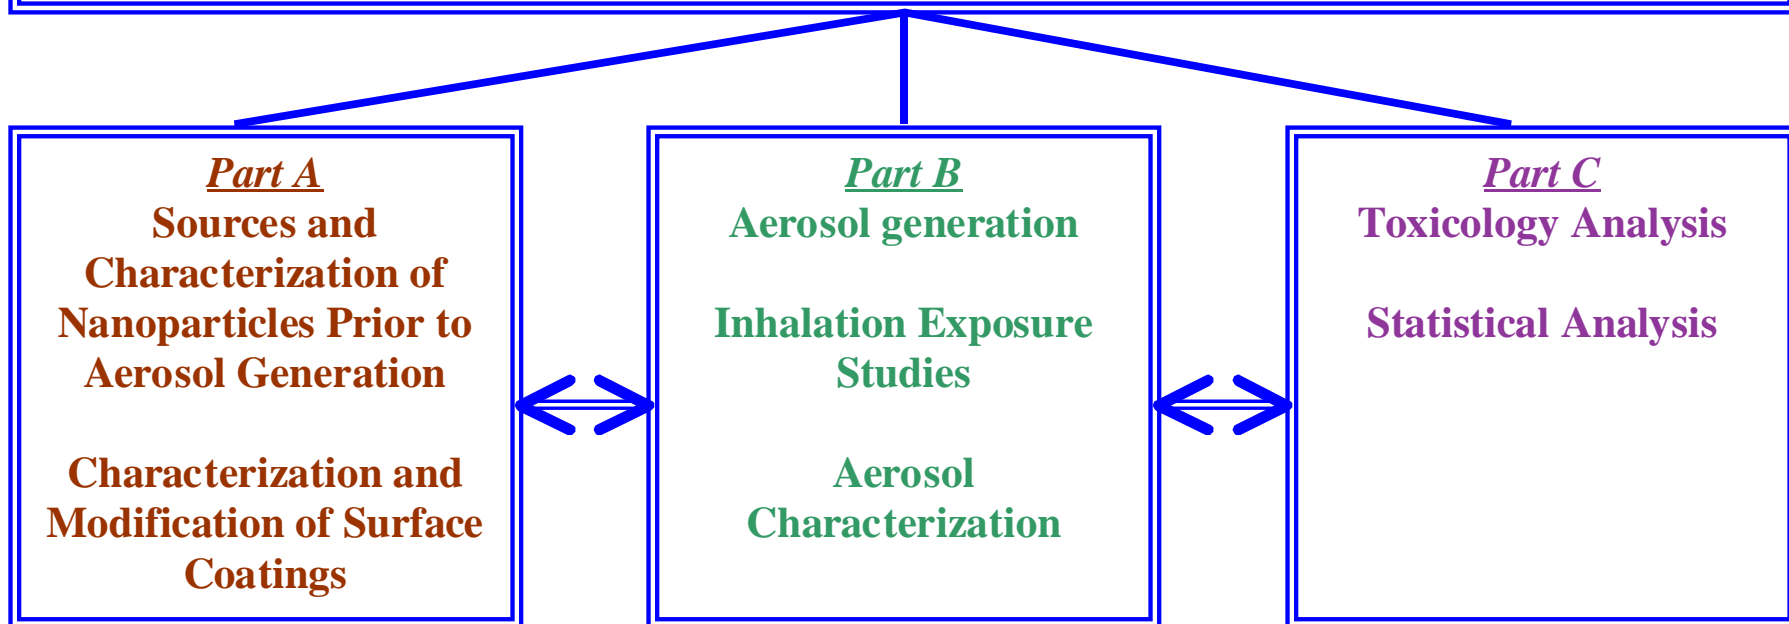 Part A
Sources and
Characterization of
Nanoparticles Prior to
Aerosol Generation
Characterization and
Modification of Surface
Coatings
Part B
Aerosol generation
Inhalation Exposure
Studies
Aerosol
Characterization
Part C
Toxicology Analysis
Statistical Analysis